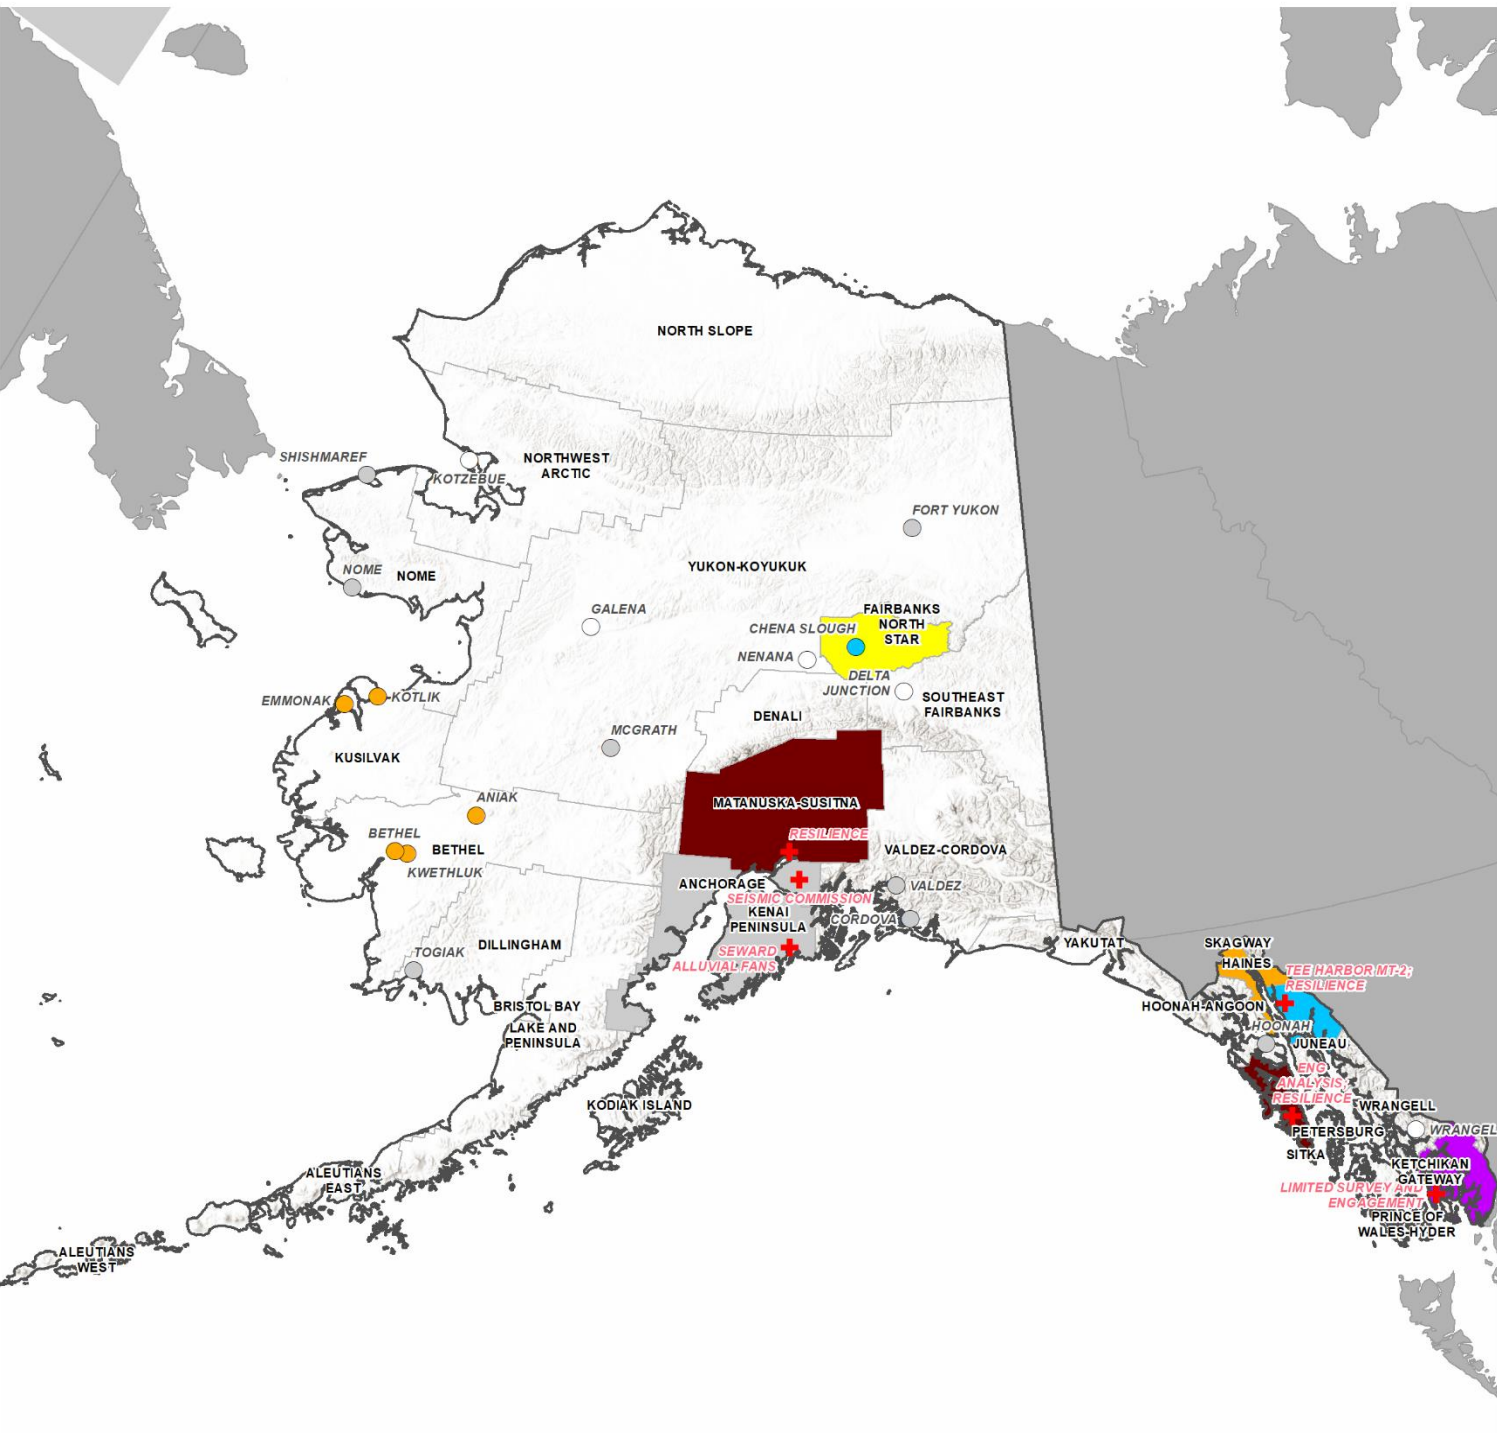 NORTH SLOPE
SHISHMAREF
KOTZEBUE
NORTHWEST
ARCTIC
FORT YUKON
NOME
NOME
YUKON-KOYUKUK
GALENA
FAIRBANKS
NORTH
STAR
CHENA SLOUGH
NENANA
DELTA
JUNCTION
SOUTHEAST
FAIRBANKS
EMMONAK
KOTLIK
DENALI
MCGRATH
KUSILVAK
MATANUSKA-SUSITNA
ANIAK
RESILIENCE
BETHEL
BETHEL
KWETHLUK
VALDEZ-CORDOVA
ANCHORAGE
VALDEZ
SEISMIC COMMISSION
KENAI
PENINSULA
CORDOVA
TOGIAK
DILLINGHAM
SEWARD
ALLUVIAL FANS
YAKUTAT
SKAGWAY
HAINES
TEE HARBOR MT-2;
RESILIENCE
BRISTOL BAY
HOONAH-ANGOON
LAKE AND
PENINSULA
HOONAH
JUNEAU
ENG
ANALYSIS;
RESILIENCE
KODIAK ISLAND
WRANGELL
PETERSBURG
WRANGEL
SITKA
ALEUTIANS
EAST
KETCHIKAN
GATEWAY
LIMITED SURVEY AND
ENGAGEMENT
PRINCE OF
WALES-HYDER
ALEUTIANS
WEST